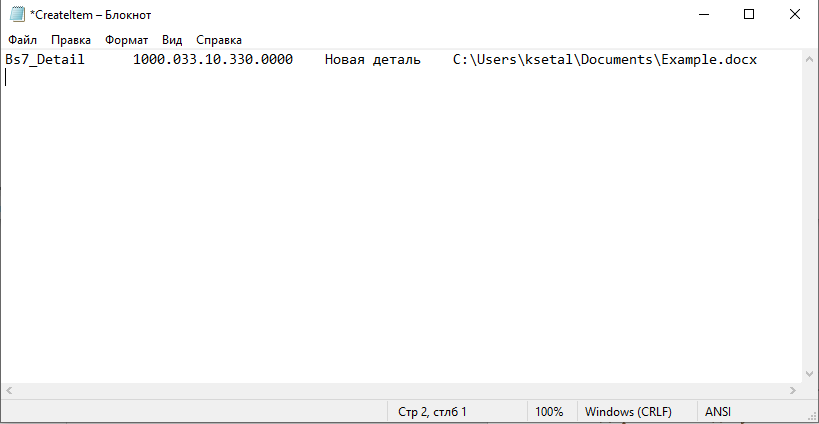 *CreateItem – Блокнот
Файл Правка Формат Вид Справка
Bs7_Detail 1000.033.10.330.0000 Новая деталь C:\Users\ksetal\Documents\Example.docx
Стр 2, стлб 1 100% Windows (CRLF) ANSI